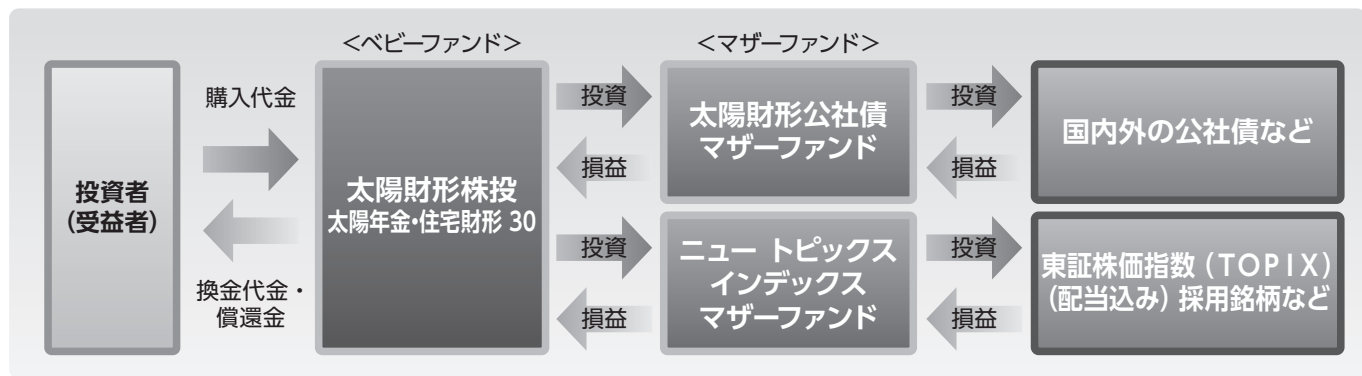 <ベビーファンド>
<マザーファンド>
投資者
(受益者)
購入代金
換金代金・
償還金
太陽財形株投
太陽年金・住宅財形 30
投資
損益
投資
損益
太陽財形公社債
マザーファンド
ニュー トピックス
インデックス
マザーファンド
投資
損益
投資
損益
国内外の公社債など
東証株価指数(TOPIX)
(配当込み)採用銘柄など